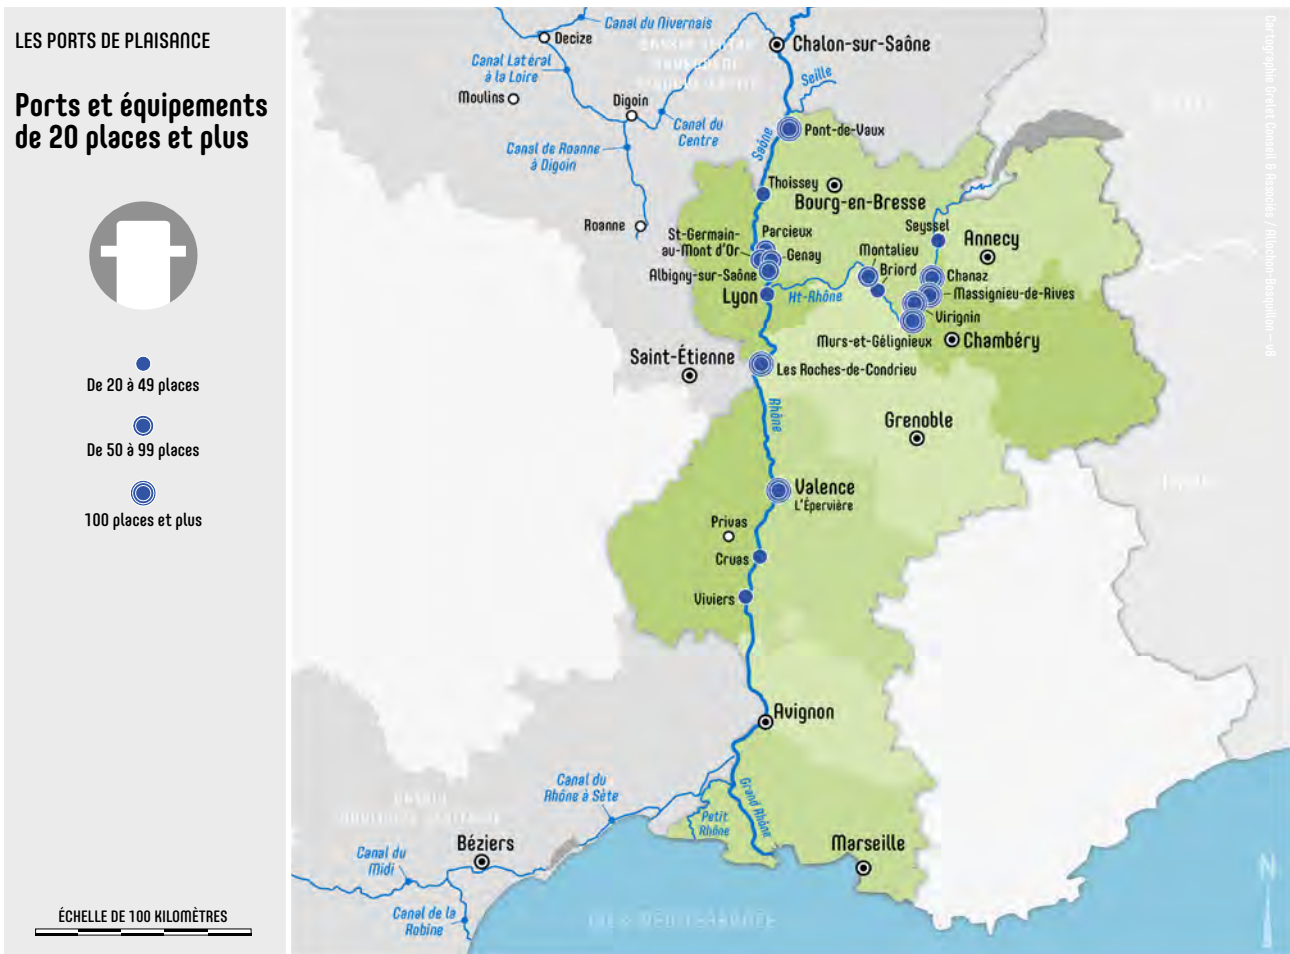 LES PORTS DE PLAISANCE
Ports et équipements
de 20 places et plus
De 20 à 49 places
De 50 à 99 places
100 places et plus
ÉCHELLE DE 100 KILOMÈTRES
Canal du Nivernais
Decize
Chalon-sur-Saône
Canal Latéral
à la Loire
Seille
Moulins
Digoin
Canal du
Centre
Pont-de-Vaux
Saône
Canal de Roanne
à Digoin
Thoissey
Bourg-en-Bresse
Roanne
St-Germain-
au-Mont d'Or
Parcieux
Genay
Albigny-sur-Saône
Lyon
Ht-Rhône
Montalieu
Briord
Seyssel
Annecy
Chanaz
Massignieu-de-Rives
Virignin
Murs-et-Gélignieux
Chambéry
Saint-Étienne
Les Roches-de-Condrieu
Rhône
Grenoble
Valence
L'Épervière
Privas
Cruas
Viviers
Avignon
Canal du
Rhône à Sète
Petit
Rhône
Grand Rhône
Marseille
Béziers
Canal du
Midi
Canal de la
Robine
MER MÉDITERRANÉE
N